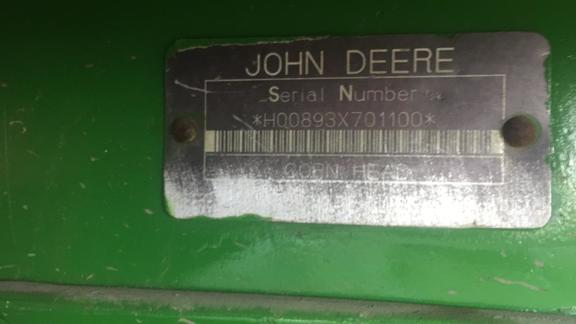 JOHN DEERE
Serial Number
*H00893X701100*
CORN HEAD